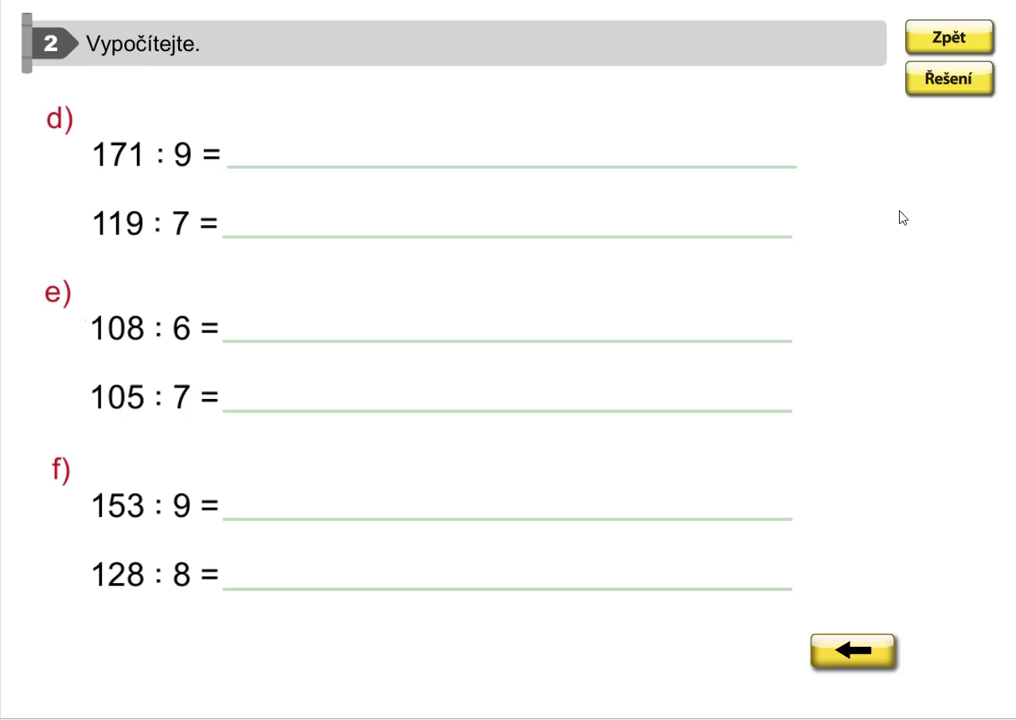 2 Vypočítejte.
Zpět
Řešení
d)
171 : 9 =
119 : 7 =
e)
108 : 6 =
105 : 7 =
f)
153 : 9 =
128 : 8 =